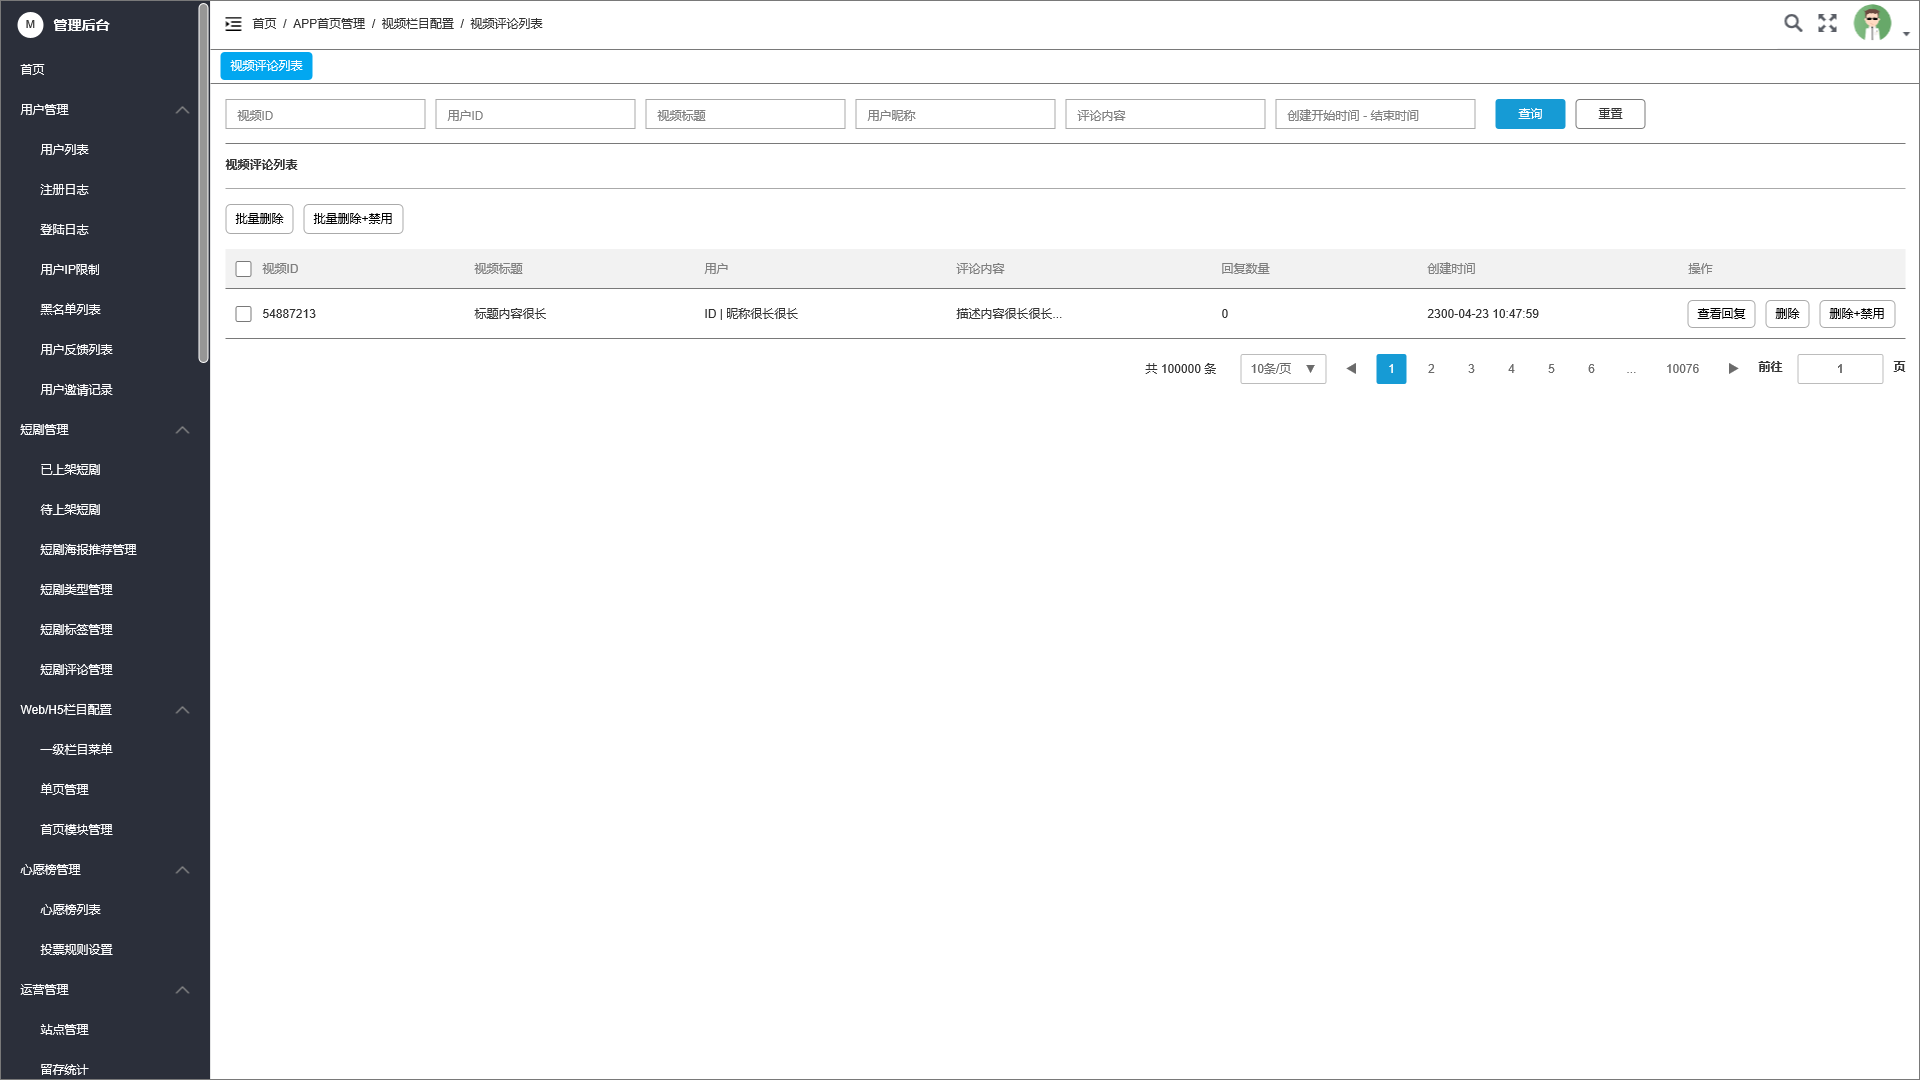 M 管理后台
首页
用户管理
用户列表
注册日志
登陆日志
用户IP限制
黑名单列表
用户反馈列表
用户邀请记录
短剧管理
已上架短剧
待上架短剧
短剧海报推荐管理
短剧类型管理
短剧标签管理
短剧评论管理
Web/H5栏目配置
一级栏目菜单
单页管理
首页模块管理
心愿榜管理
心愿榜列表
投票规则设置
运营管理
站点管理
留存统计
首页 / APP首页管理 / 视频栏目配置 / 视频评论列表
视频评论列表
视频ID 用户ID 视频标题 用户昵称 评论内容 创建开始时间 - 结束时间 查询 重置
视频评论列表
批量删除 批量删除+禁用
视频ID 视频标题 用户 评论内容 回复数量 创建时间 操作
54887213 标题内容很长 ID | 昵称很长很长 描述内容很长很长... 0 2300-04-23 10:47:59 查看回复 删除 删除+禁用
共 100000 条 10条/页 ▼ ◀ 1 2 3 4 5 6 ... 10076 ▶ 前往 1 页